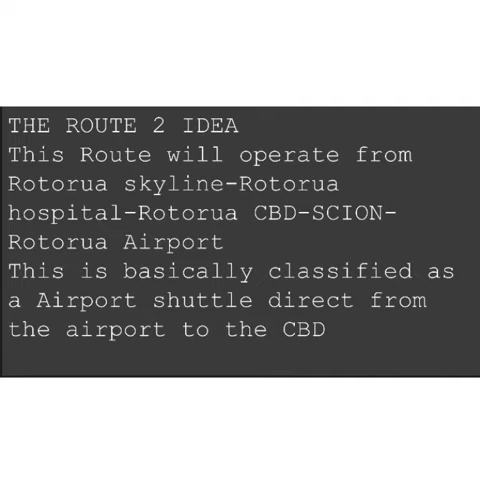 THE ROUTE 2 IDEA
This Route will operate from
Rotorua skyline-Rotorua
hospital-Rotorua CBD-SCION-
Rotorua Airport
This is basically classified as
a Airport shuttle direct from
the airport to the CBD